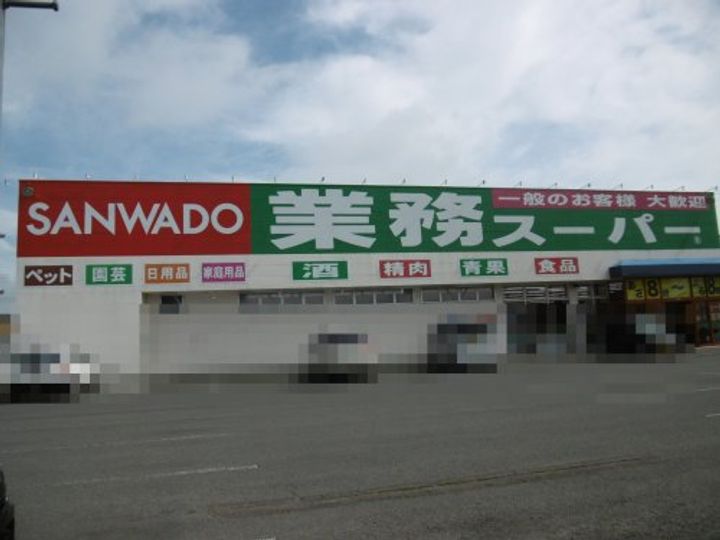 SANWADO
業務スーパー
一般のお客様 大歓迎
ペット
園芸
日用品
家庭用品
酒
精肉
青果
食品